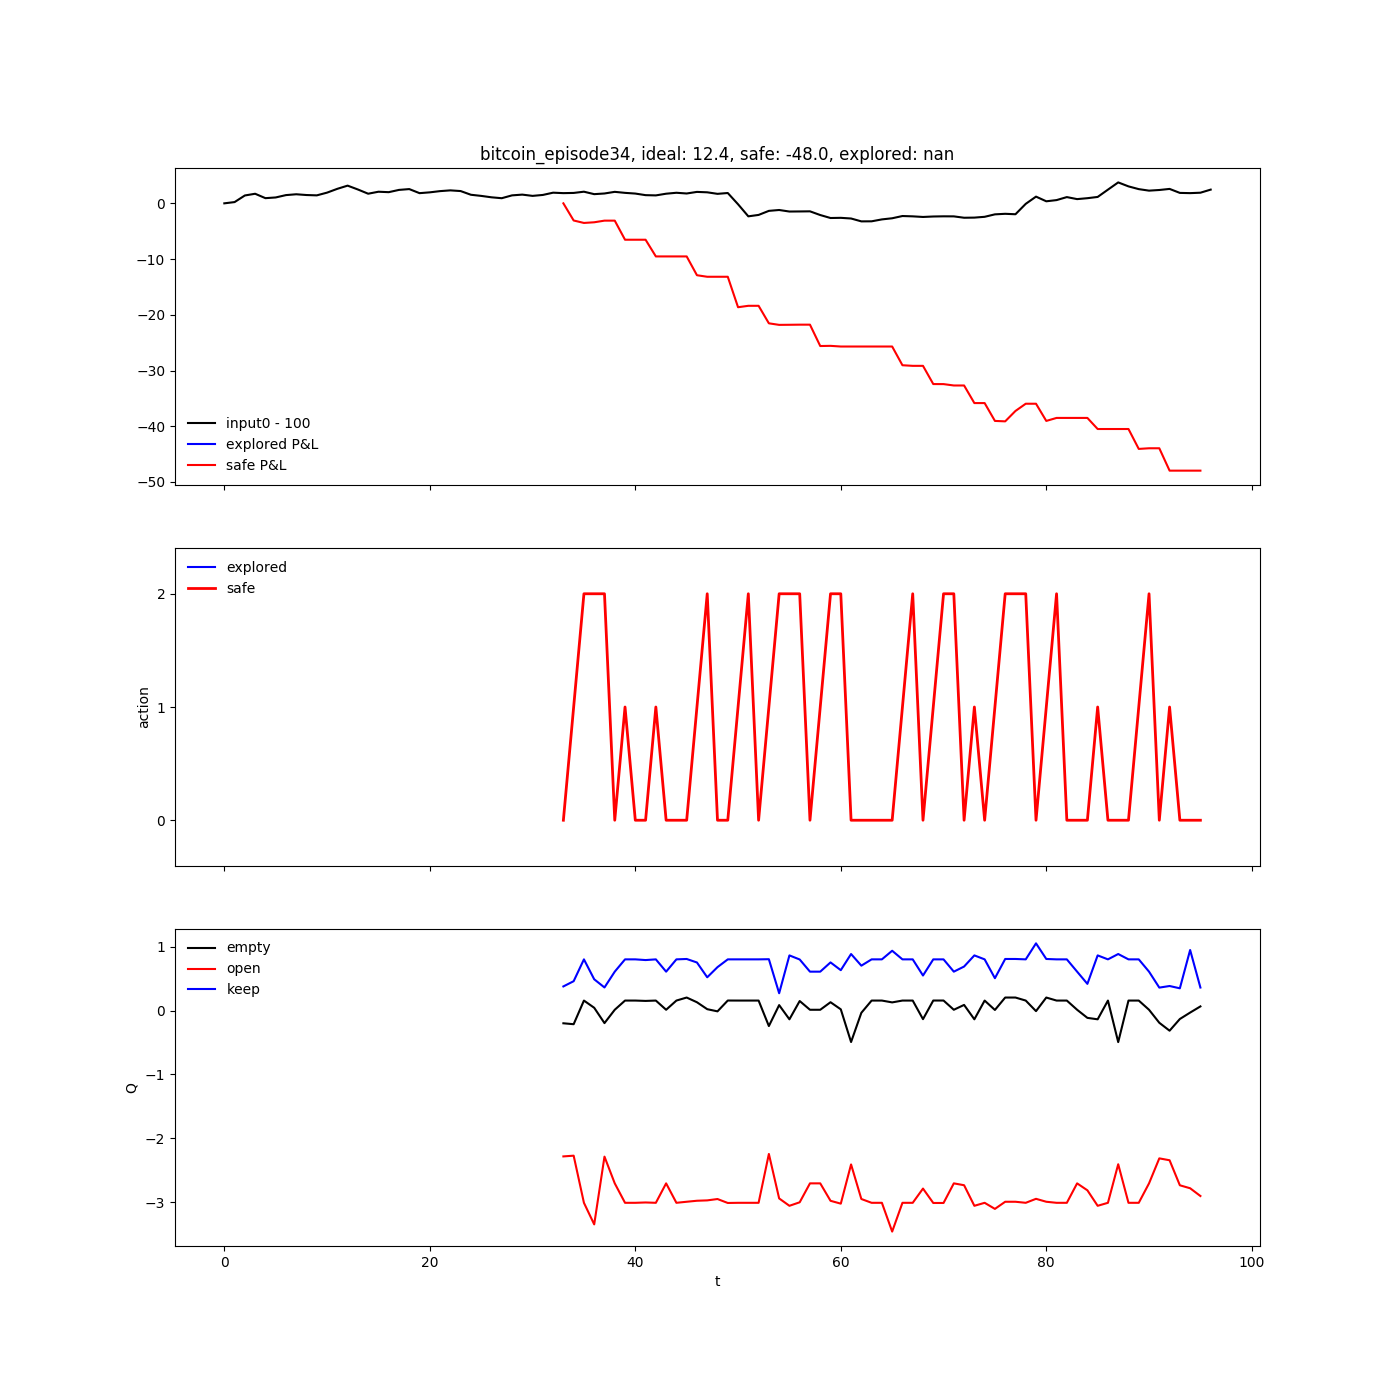 bitcoin_episode34, ideal: 12.4, safe: -48.0, explored: nan
0
−10
−20
−30
−40
−50
input0 - 100
explored P&L
safe P&L
explored
safe
2
1
0
action
empty
open
keep
1
0
−1
−2
−3
Q
0 20 40 60 80 100
t